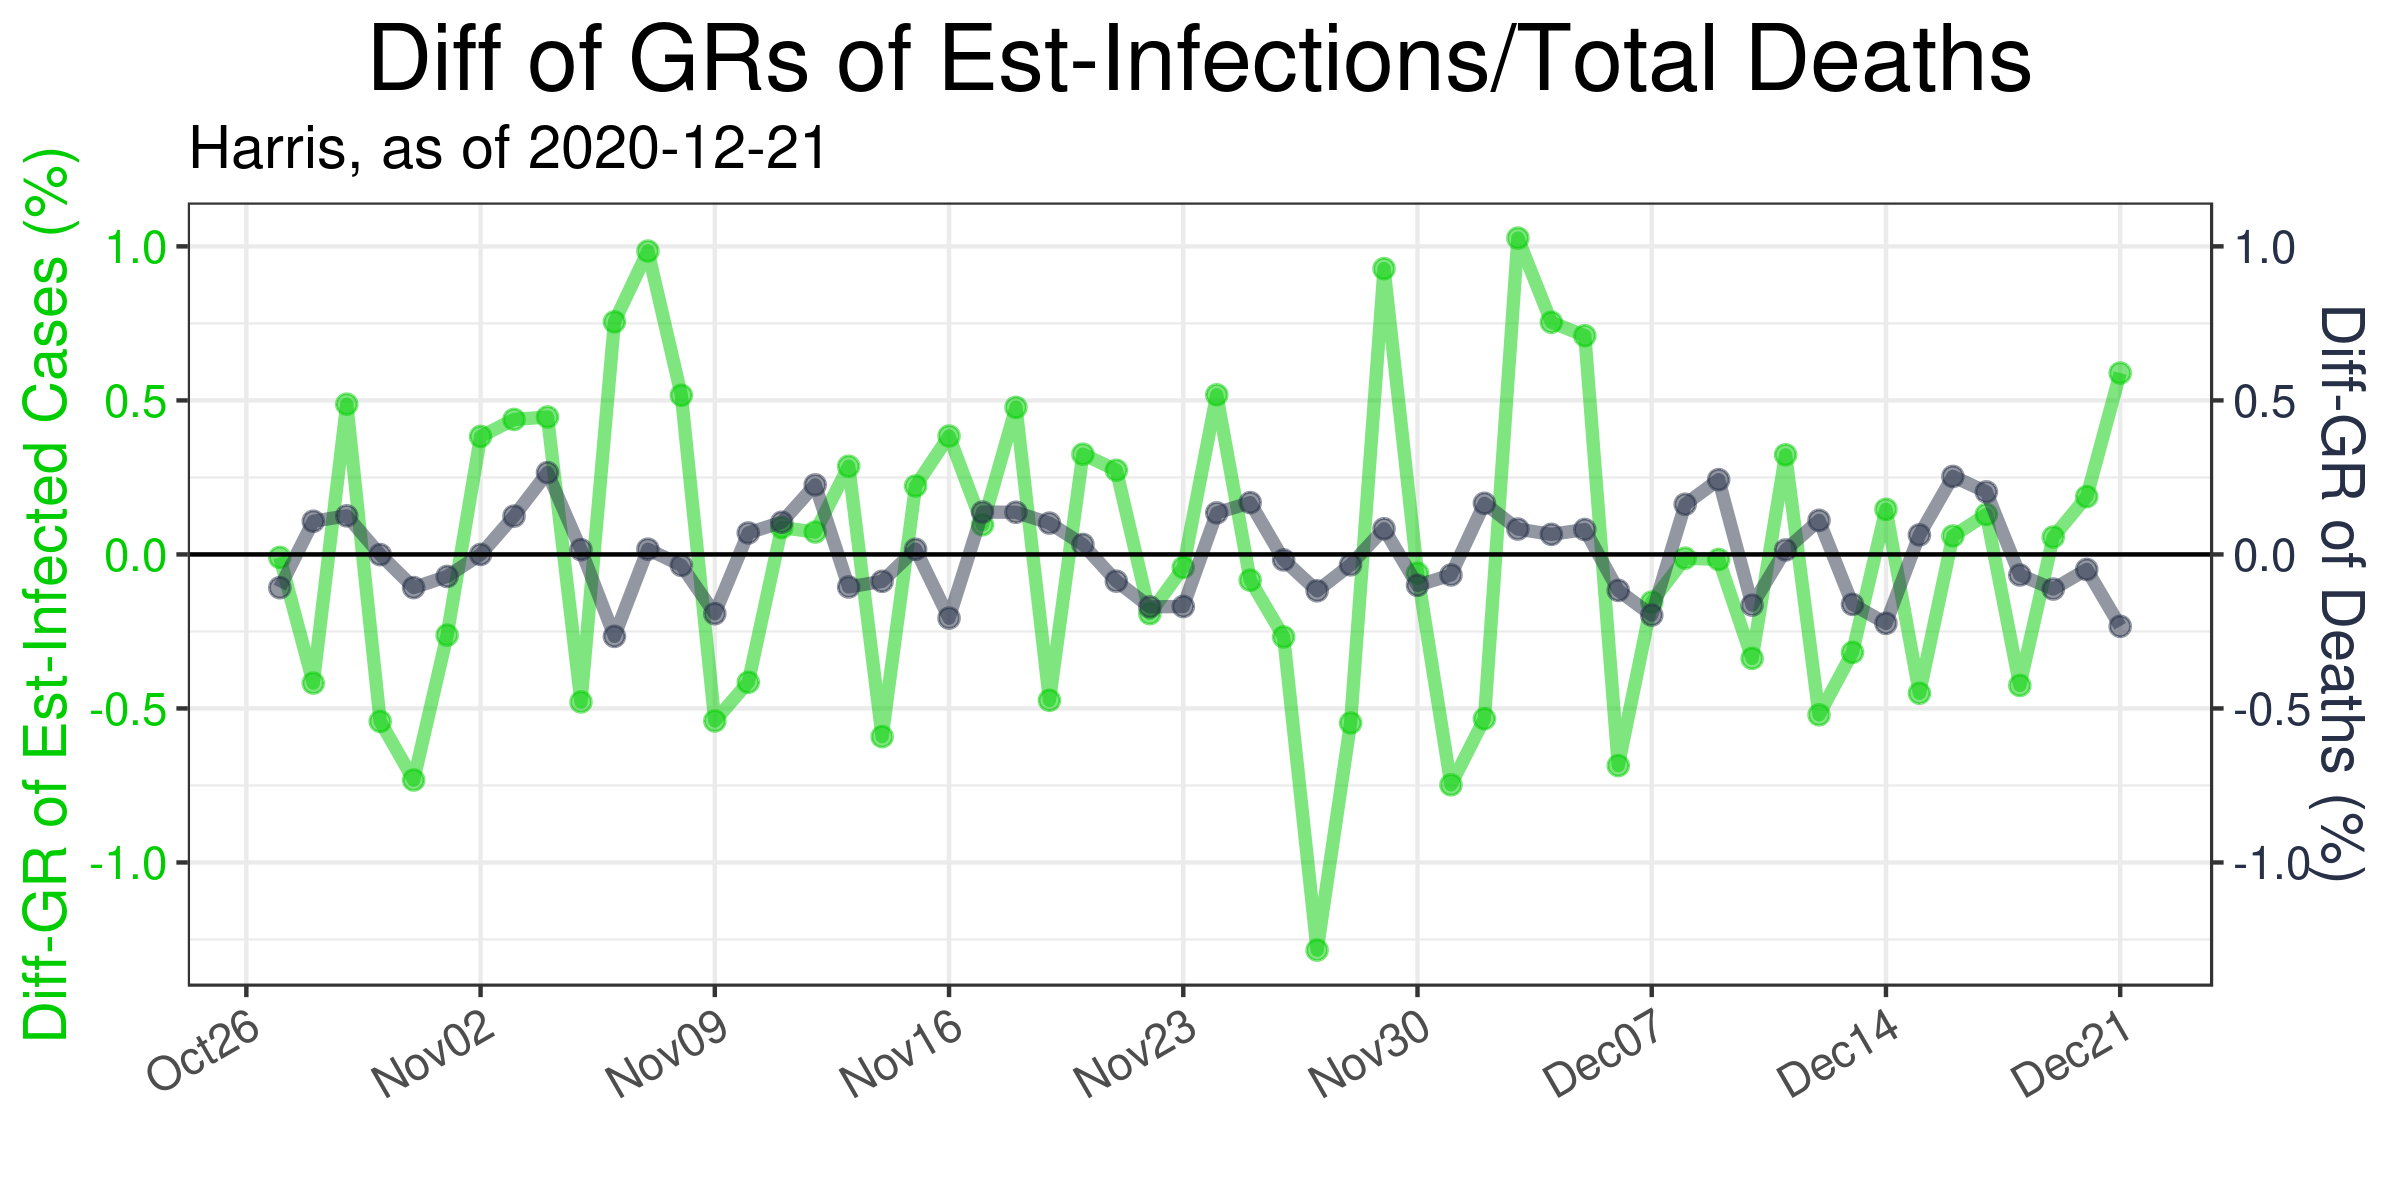 Diff of GRs of Est-Infections/Total Deaths
Harris, as of 2020-12-21
Diff-GR of Est-Infected Cases (%)
1.0
0.5
0.0
-0.5
-1.0
1.0
0.5
0.0
-0.5
-1.0
Diff-GR of Deaths (%)
Oct26
Nov02
Nov09
Nov16
Nov23
Nov30
Dec07
Dec14
Dec21